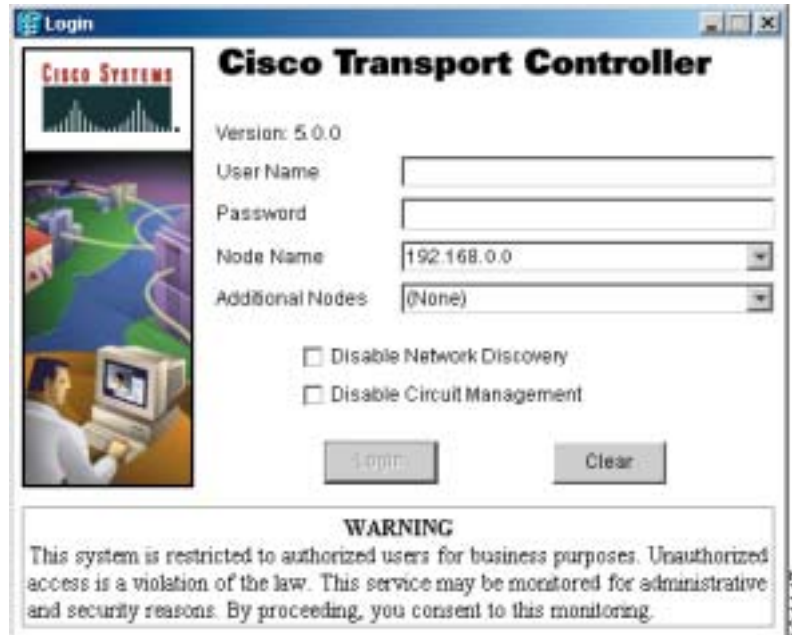 Login
CISCO SYSTEMS
Cisco Transport Controller
Version: 5.0.0
User Name
Password
Node Name
192.168.0.0
Additional Nodes
(None)
Disable Network Discovery
Disable Circuit Management
Login
Clear
WARNING
This system is restricted to authorized users for business purposes. Unauthorized
access is a violation of the law. This service may be monitored for administrative
and security reasons. By proceeding, you consent to this monitoring.